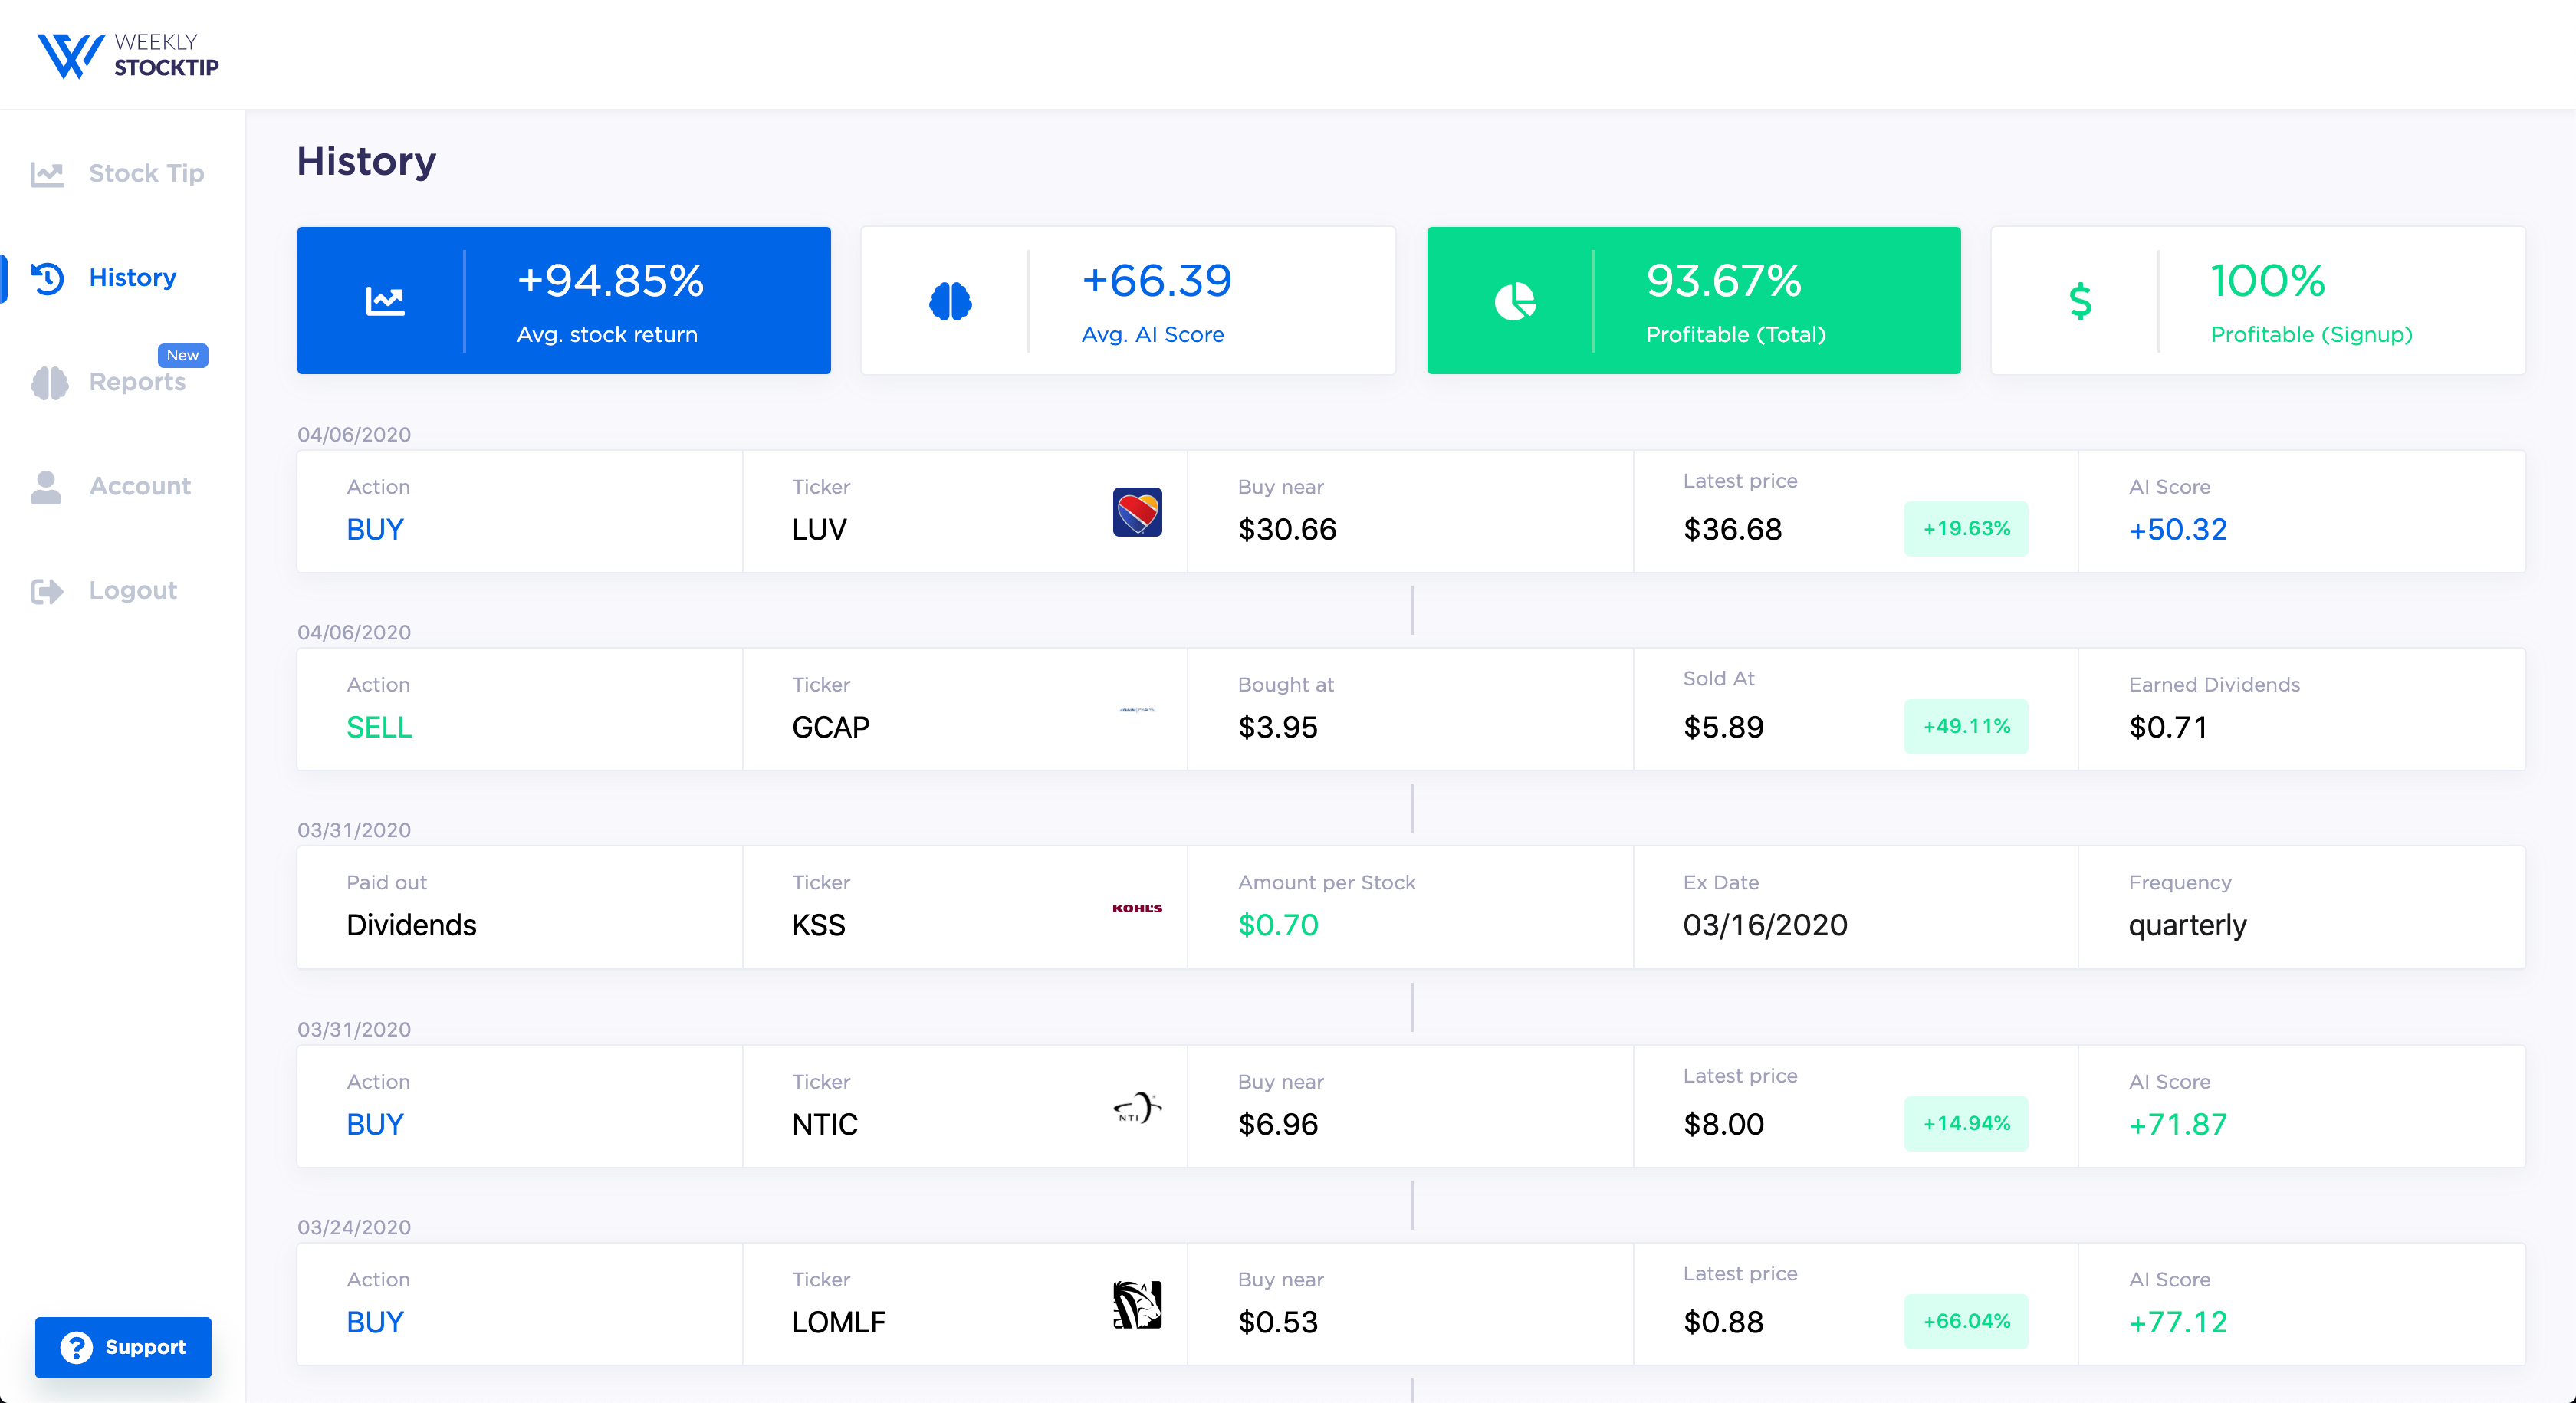 WEEKLY
STOCKTIP
Stock Tip
History
New
Reports
Account
Logout
Support
History
+94.85%
Avg. stock return
+66.39
Avg. AI Score
93.67%
Profitable (Total)
$
100%
Profitable (Signup)
04/06/2020
Action
BUY
Ticker
LUV
Buy near
$30.66
Latest price
$36.68
+19.63%
AI Score
+50.32
04/06/2020
Action
SELL
Ticker
GCAP
Bought at
$3.95
Sold At
$5.89
+49.11%
Earned Dividends
$0.71
03/31/2020
Paid out
Dividends
Ticker
KSS
KOHL'S
Amount per Stock
$0.70
Ex Date
03/16/2020
Frequency
quarterly
03/31/2020
Action
BUY
Ticker
NTIC
NTI
Buy near
$6.96
Latest price
$8.00
+14.94%
AI Score
+71.87
03/24/2020
Action
BUY
Ticker
LOMLF
Buy near
$0.53
Latest price
$0.88
+66.04%
AI Score
+77.12